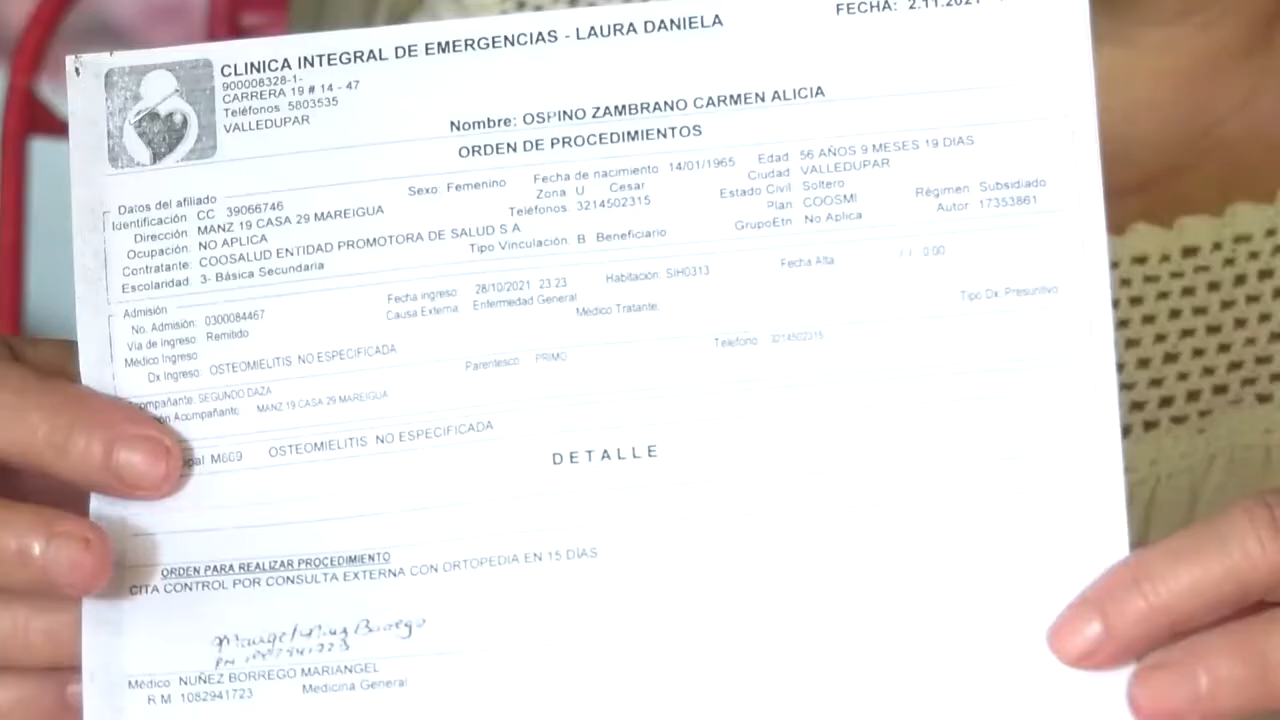 FECHA: 2.11.2021
CLINICA INTEGRAL DE EMERGENCIAS - LAURA DANIELA
900008328-1-
CARRERA 19 # 14 - 47
Teléfonos 5803535
VALLEDUPAR
Nombre: OSPINO ZAMBRANO CARMEN ALICIA
ORDEN DE PROCEDIMIENTOS
Datos del afiliado Sexo: Femenino Fecha de nacimiento 14/01/1965 Edad 56 AÑOS 9 MESES 19 DIAS
Identificación CC 39066746 Zona U Cesar Ciudad VALLEDUPAR
Dirección: MANZ 19 CASA 29 MAREIGUA Teléfonos: 3214502315 Estado Civil Soltero Régimen Subsidiado
Ocupación: NO APLICA Plan: COOSMI Autor 17353861
Contratante: COOSALUD ENTIDAD PROMOTORA DE SALUD S A GrupoEtn No Aplica
Escolaridad: 3- Básica Secundaria Tipo Vinculación: B Beneficiario
Admisión
No. Admisión: 0300084467 Fecha ingreso: 28/10/2021 23:23 Habitación: SIH0313 Fecha Alta / / 0:00
Via de ingreso: Remitido Causa Externa: Enfermedad General
Médico Ingreso Médico Tratante:
Dx Ingreso: OSTEOMIELITIS NO ESPECIFICADA Tipo Dx: Presuntivo
Acompañante: SEGUNDO DAZA Parentesco: PRIMO Telefono 3214502315
Acompañante: MANZ 19 CASA 29 MAREIGUA
M869 OSTEOMIELITIS NO ESPECIFICADA
DETALLE
ORDEN PARA REALIZAR PROCEDIMIENTO
CITA CONTROL POR CONSULTA EXTERNA CON ORTOPEDIA EN 15 DÍAS
Médico NUÑEZ BORREGO MARIANGEL
R M 1082941723 Medicina General